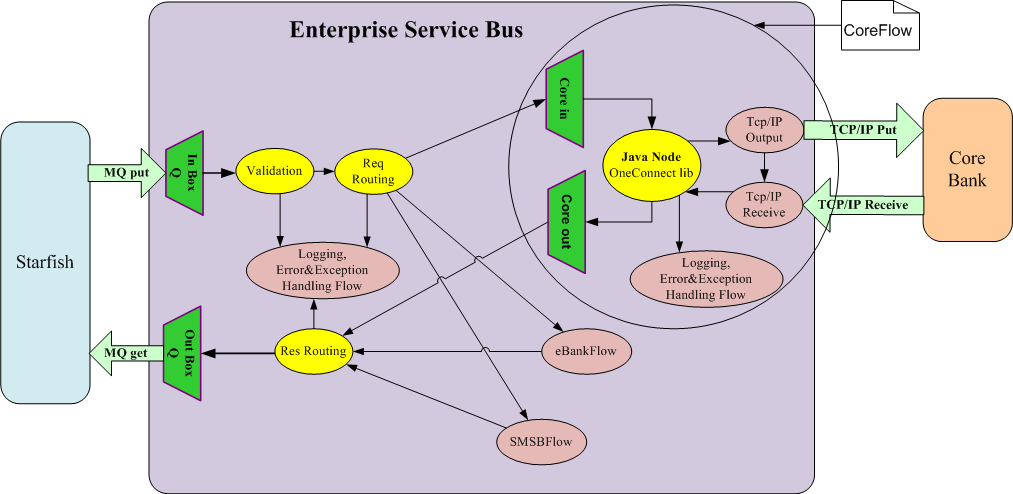 Enterprise Service Bus
CoreFlow
Core in
Tcp/IP
Output
TCP/IP Put
Java Node
OneConnect lib
Core
Bank
In Box
Q
MQ put
Validation
Req
Routing
Tcp/IP
Receive
TCP/IP Receive
Core out
Starfish
Logging,
Error&Exception
Handling Flow
Logging,
Error&Exception
Handling Flow
Out Box
Q
MQ get
Res Routing
eBankFlow
SMSBFlow